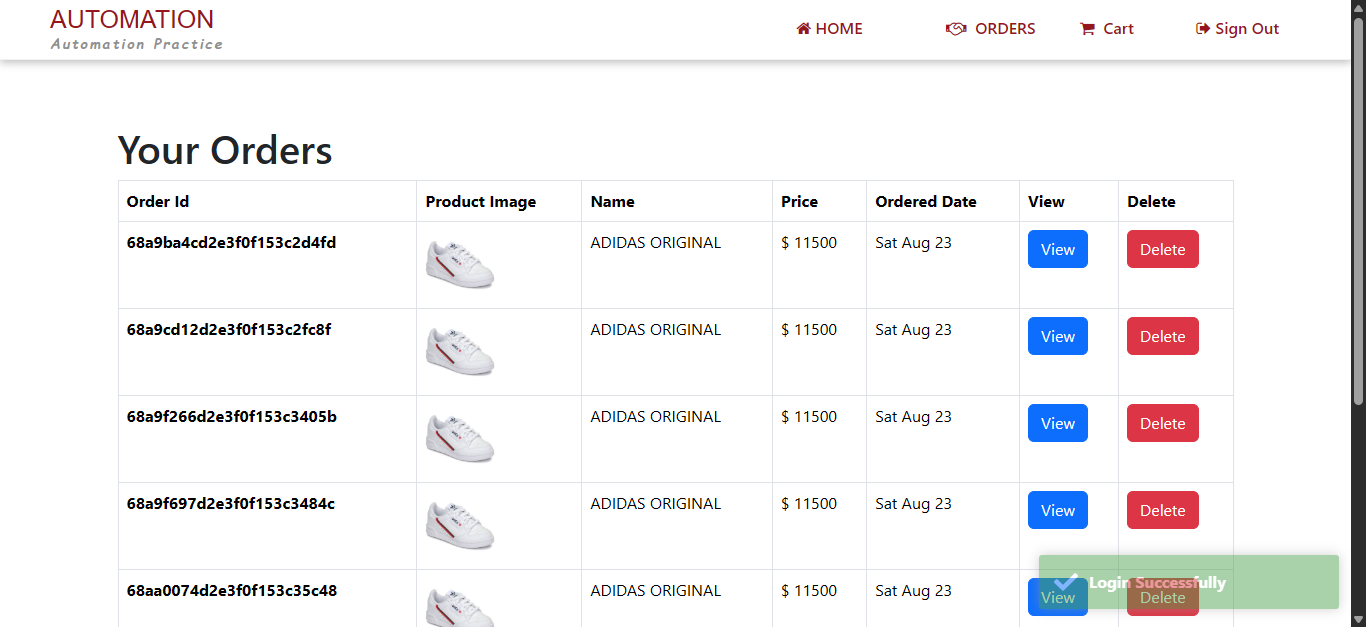 AUTOMATION
Automation Practice
HOME ORDERS Cart Sign Out
Your Orders
Order Id Product Image Name Price Ordered Date View Delete
68a9ba4cd2e3f0f153c2d4fd ADIDAS ORIGINAL $ 11500 Sat Aug 23 View Delete
68a9cd12d2e3f0f153c2fc8f ADIDAS ORIGINAL $ 11500 Sat Aug 23 View Delete
68a9f266d2e3f0f153c3405b ADIDAS ORIGINAL $ 11500 Sat Aug 23 View Delete
68a9f697d2e3f0f153c3484c ADIDAS ORIGINAL $ 11500 Sat Aug 23 View Delete
Login Successfully
68aa0074d2e3f0f153c35c48 ADIDAS ORIGINAL $ 11500 Sat Aug 23 View Delete